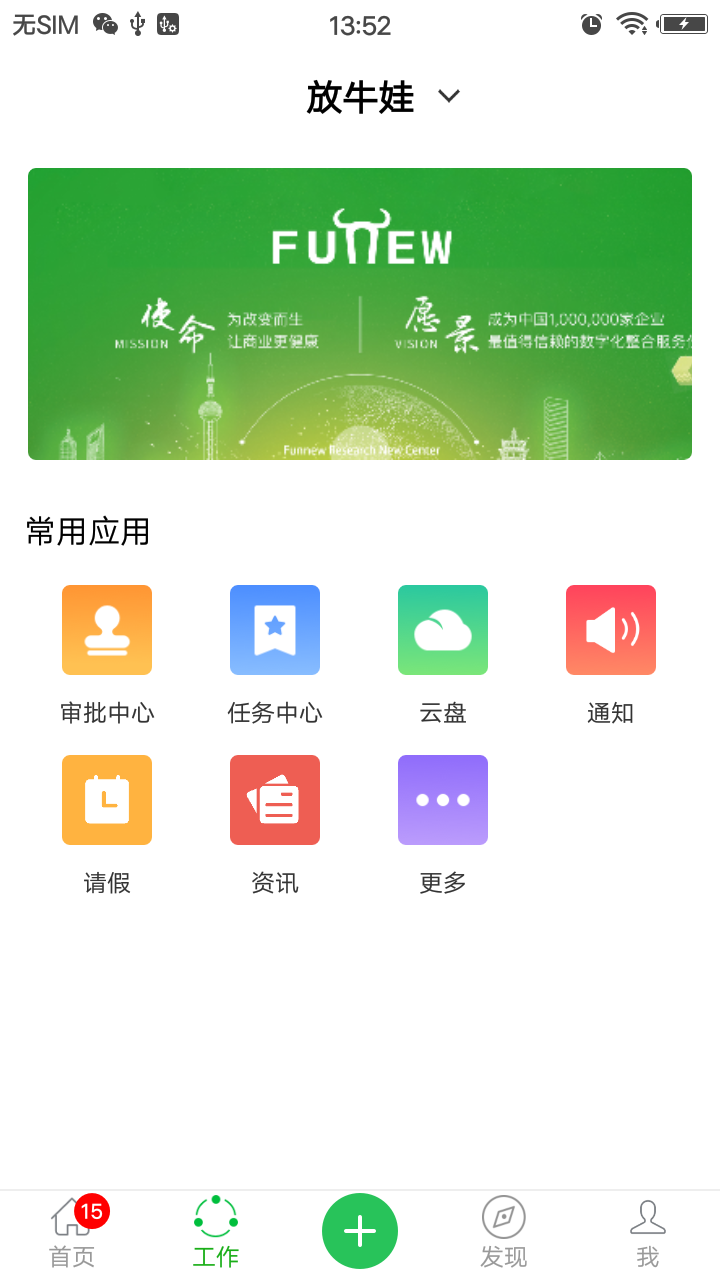 无SIM 13:52
放牛娃
FUNNEW
使命 MISSION
为改变而生
让商业更健康
愿景 VISION
成为中国1,000,000家企业
最值得信赖的数字化整合服务
Funnew Research New Center
常用应用
审批中心 任务中心 云盘 通知
请假 资讯 更多
15
首页 工作 发现 我